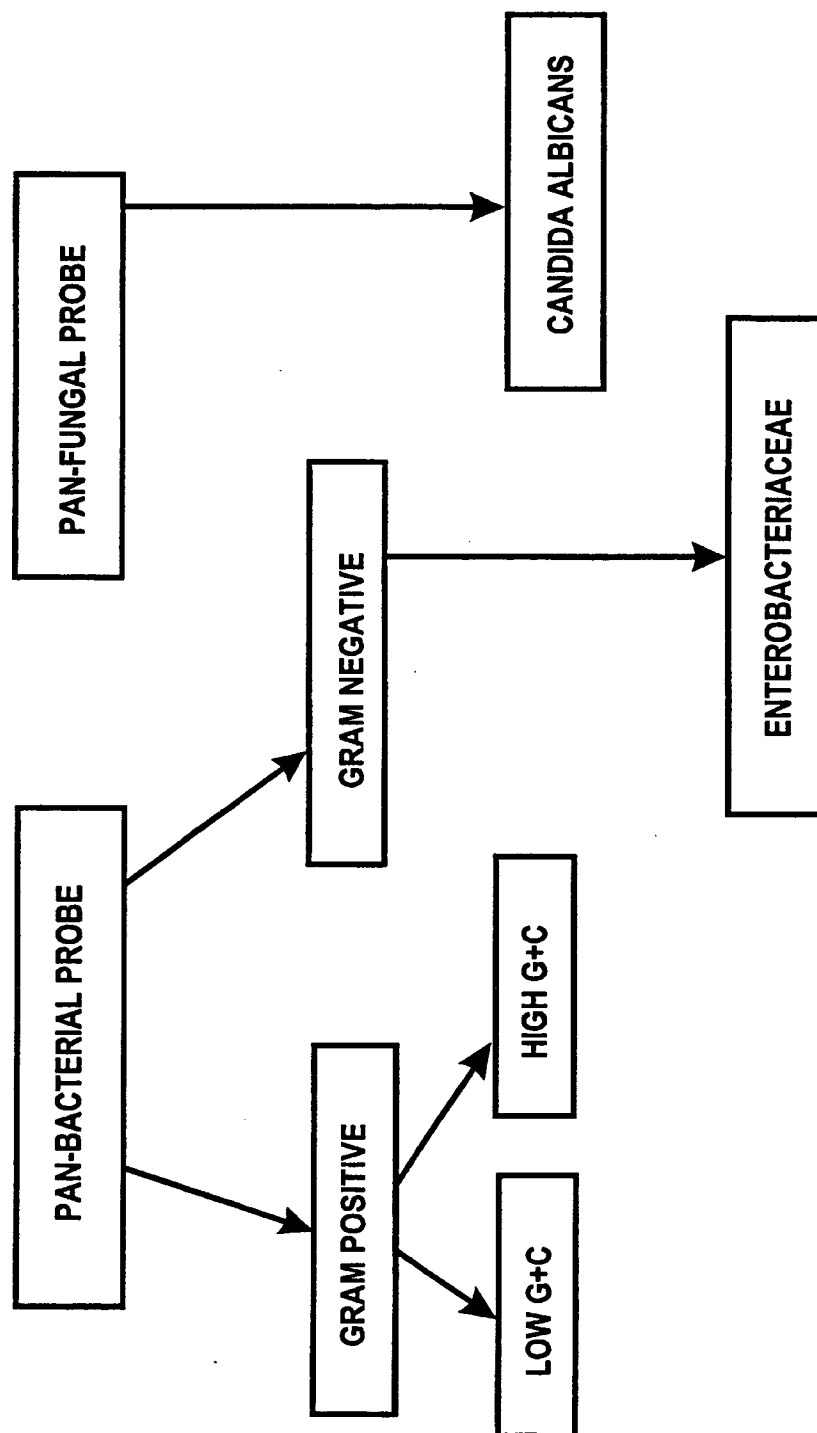 PAN-BACTERIAL PROBE
PAN-FUNGAL PROBE
GRAM POSITIVE
GRAM NEGATIVE
LOW G+C
HIGH G+C
CANDIDA ALBICANS
ENTEROBACTERIACEAE